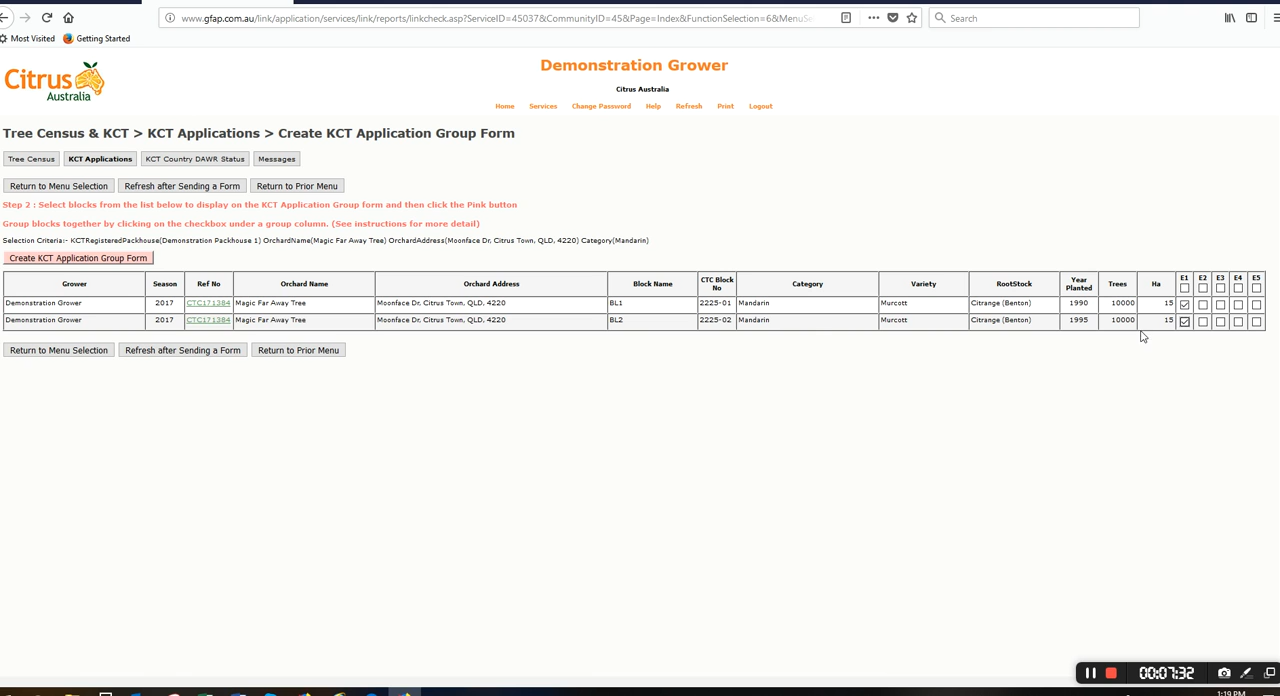 www.gfap.com.au/link/application/services/link/reports/linkcheck.asp?ServiceID=45037&CommunityID=45&Page=Index&FunctionSelection=6&MenuS
Search
Most Visited Getting Started
Citrus
Australia
Demonstration Grower
Citrus Australia
Home Services Change Password Help Refresh Print Logout
Tree Census & KCT > KCT Applications > Create KCT Application Group Form
Tree Census KCT Applications KCT Country DAWR Status Messages
Return to Menu Selection Refresh after Sending a Form Return to Prior Menu
Step 2 : Select blocks from the list below to display on the KCT Application Group form and then click the Pink button
Group blocks together by clicking on the checkbox under a group column. (See instructions for more detail)
Selection Criteria:- KCTRegisteredPackhouse(Demonstration Packhouse 1) OrchardName(Magic Far Away Tree) OrchardAddress(Moonface Dr, Citrus Town, QLD, 4220) Category(Mandarin)
Create KCT Application Group Form
Grower Season Ref No Orchard Name Orchard Address Block Name CTC Block No Category Variety RootStock Year Planted Trees Ha E1 E2 E3 E4 E5
Demonstration Grower 2017 CTC171384 Magic Far Away Tree Moonface Dr, Citrus Town, QLD, 4220 BL1 2225-01 Mandarin Murcott Citrange (Benton) 1990 10000 15
Demonstration Grower 2017 CTC171384 Magic Far Away Tree Moonface Dr, Citrus Town, QLD, 4220 BL2 2225-02 Mandarin Murcott Citrange (Benton) 1995 10000 15
Return to Menu Selection Refresh after Sending a Form Return to Prior Menu
00:07:32
1:19 PM